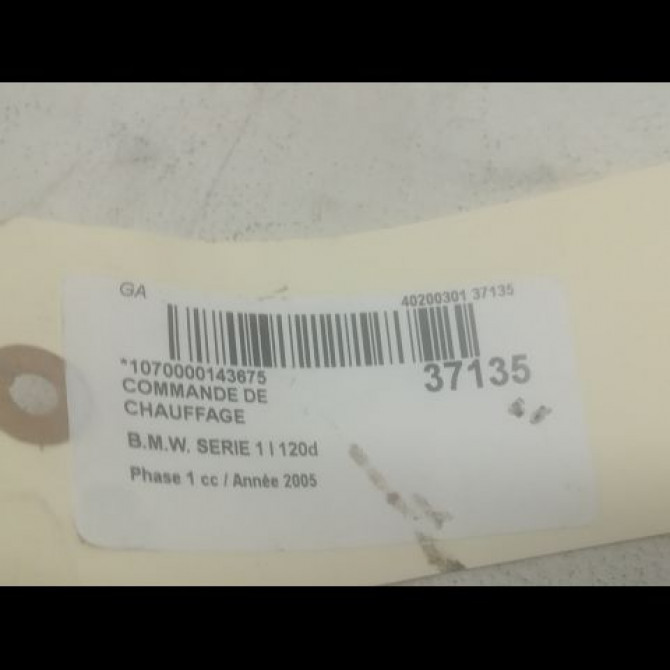 GA
40200301 37135
*1070000143675
37135
COMMANDE DE
CHAUFFAGE
B.M.W. SERIE 1 I 120d
Phase 1 cc / Année 2005